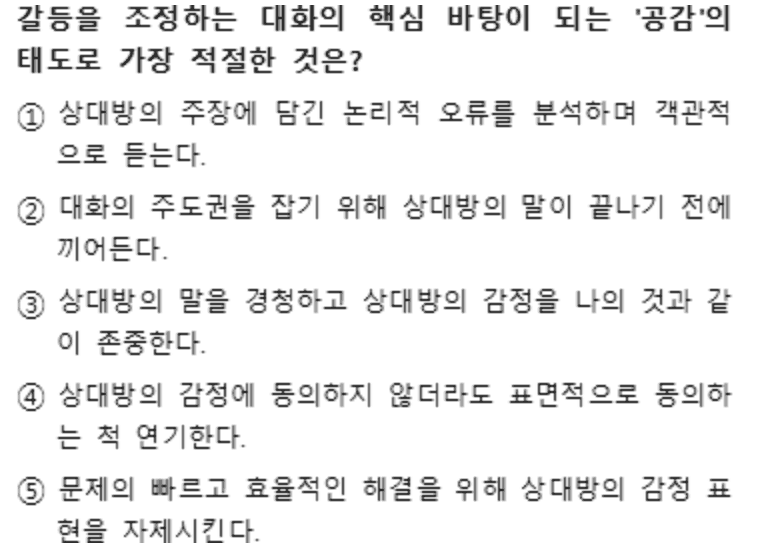 갈등을 조정하는 대화의 핵심 바탕이 되는 '공감'의
태도로 가장 적절한 것은?
① 상대방의 주장에 담긴 논리적 오류를 분석하며 객관적
으로 듣는다.
② 대화의 주도권을 잡기 위해 상대방의 말이 끝나기 전에
끼어든다.
③ 상대방의 말을 경청하고 상대방의 감정을 나의 것과 같
이 존중한다.
④ 상대방의 감정에 동의하지 않더라도 표면적으로 동의하
는 척 연기한다.
⑤ 문제의 빠르고 효율적인 해결을 위해 상대방의 감정 표
현을 자제시킨다.